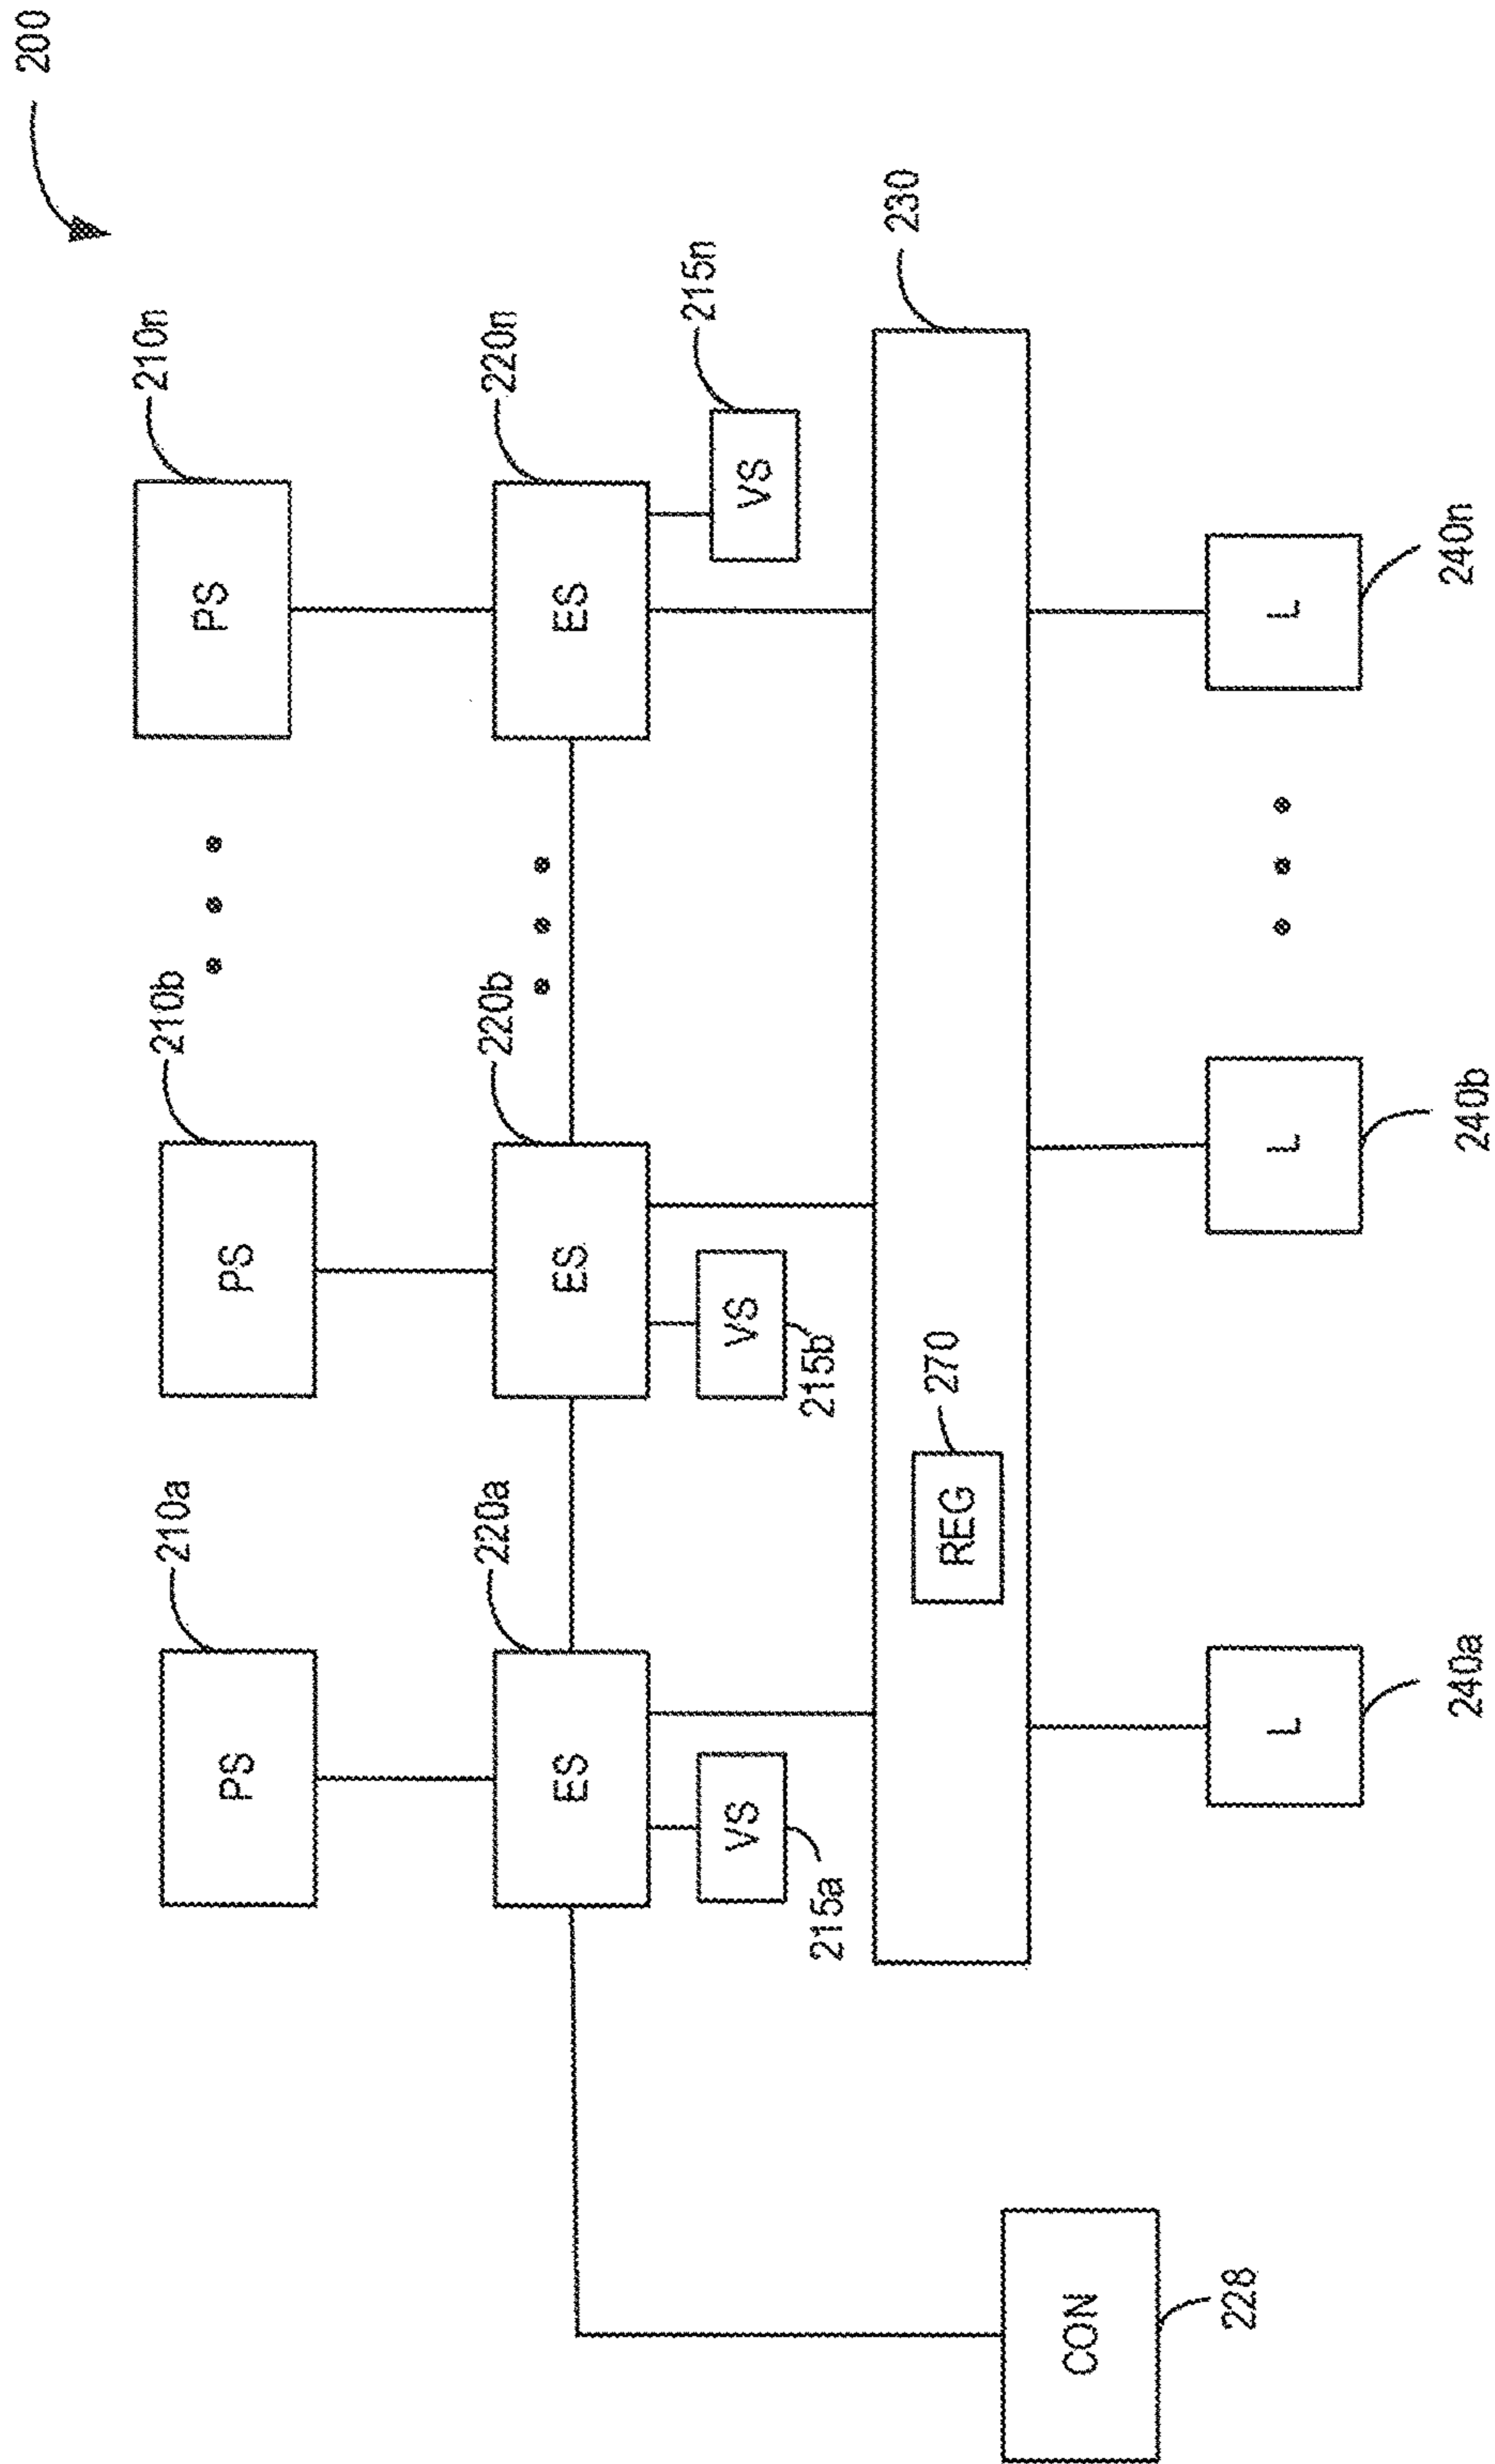 200
210a
210b
210n
PS
PS
PS
220a
220b
220n
ES
ES
ES
215n
VS
VS
VS
215a
215b
230
REG
270
L
L
L
240a
240b
240n
CON
228